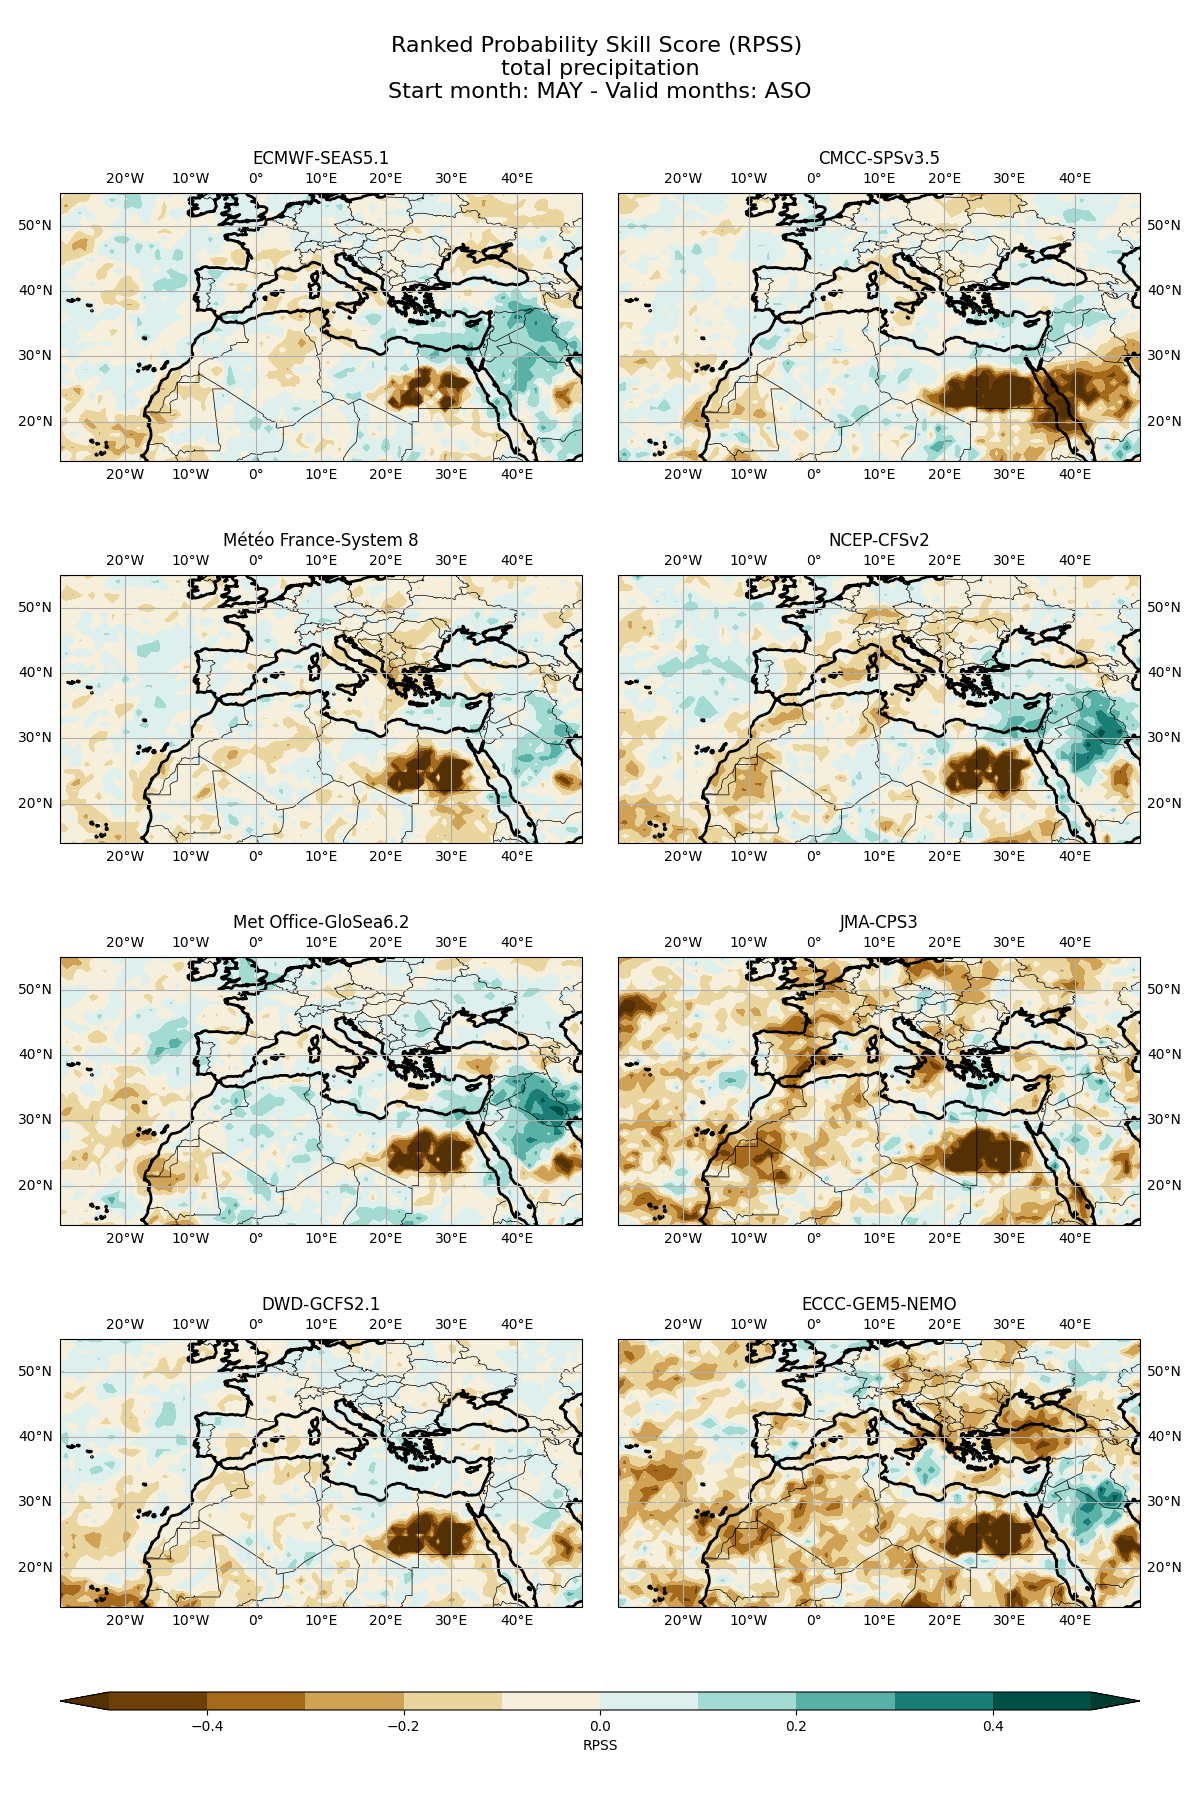 Ranked Probability Skill Score (RPSS)
total precipitation
Start month: MAY - Valid months: ASO
ECMWF-SEAS5.1
20°W 10°W 0° 10°E 20°E 30°E 40°E
50°N
40°N
30°N
20°N
20°W 10°W 0° 10°E 20°E 30°E 40°E
CMCC-SPSv3.5
20°W 10°W 0° 10°E 20°E 30°E 40°E
50°N
40°N
30°N
20°N
20°W 10°W 0° 10°E 20°E 30°E 40°E
Météo France-System 8
20°W 10°W 0° 10°E 20°E 30°E 40°E
50°N
40°N
30°N
20°N
20°W 10°W 0° 10°E 20°E 30°E 40°E
NCEP-CFSv2
20°W 10°W 0° 10°E 20°E 30°E 40°E
50°N
40°N
30°N
20°N
20°W 10°W 0° 10°E 20°E 30°E 40°E
Met Office-GloSea6.2
20°W 10°W 0° 10°E 20°E 30°E 40°E
50°N
40°N
30°N
20°N
20°W 10°W 0° 10°E 20°E 30°E 40°E
JMA-CPS3
20°W 10°W 0° 10°E 20°E 30°E 40°E
50°N
40°N
30°N
20°N
20°W 10°W 0° 10°E 20°E 30°E 40°E
DWD-GCFS2.1
20°W 10°W 0° 10°E 20°E 30°E 40°E
50°N
40°N
30°N
20°N
20°W 10°W 0° 10°E 20°E 30°E 40°E
ECCC-GEM5-NEMO
20°W 10°W 0° 10°E 20°E 30°E 40°E
50°N
40°N
30°N
20°N
20°W 10°W 0° 10°E 20°E 30°E 40°E
−0.4 −0.2 0.0 0.2 0.4
RPSS